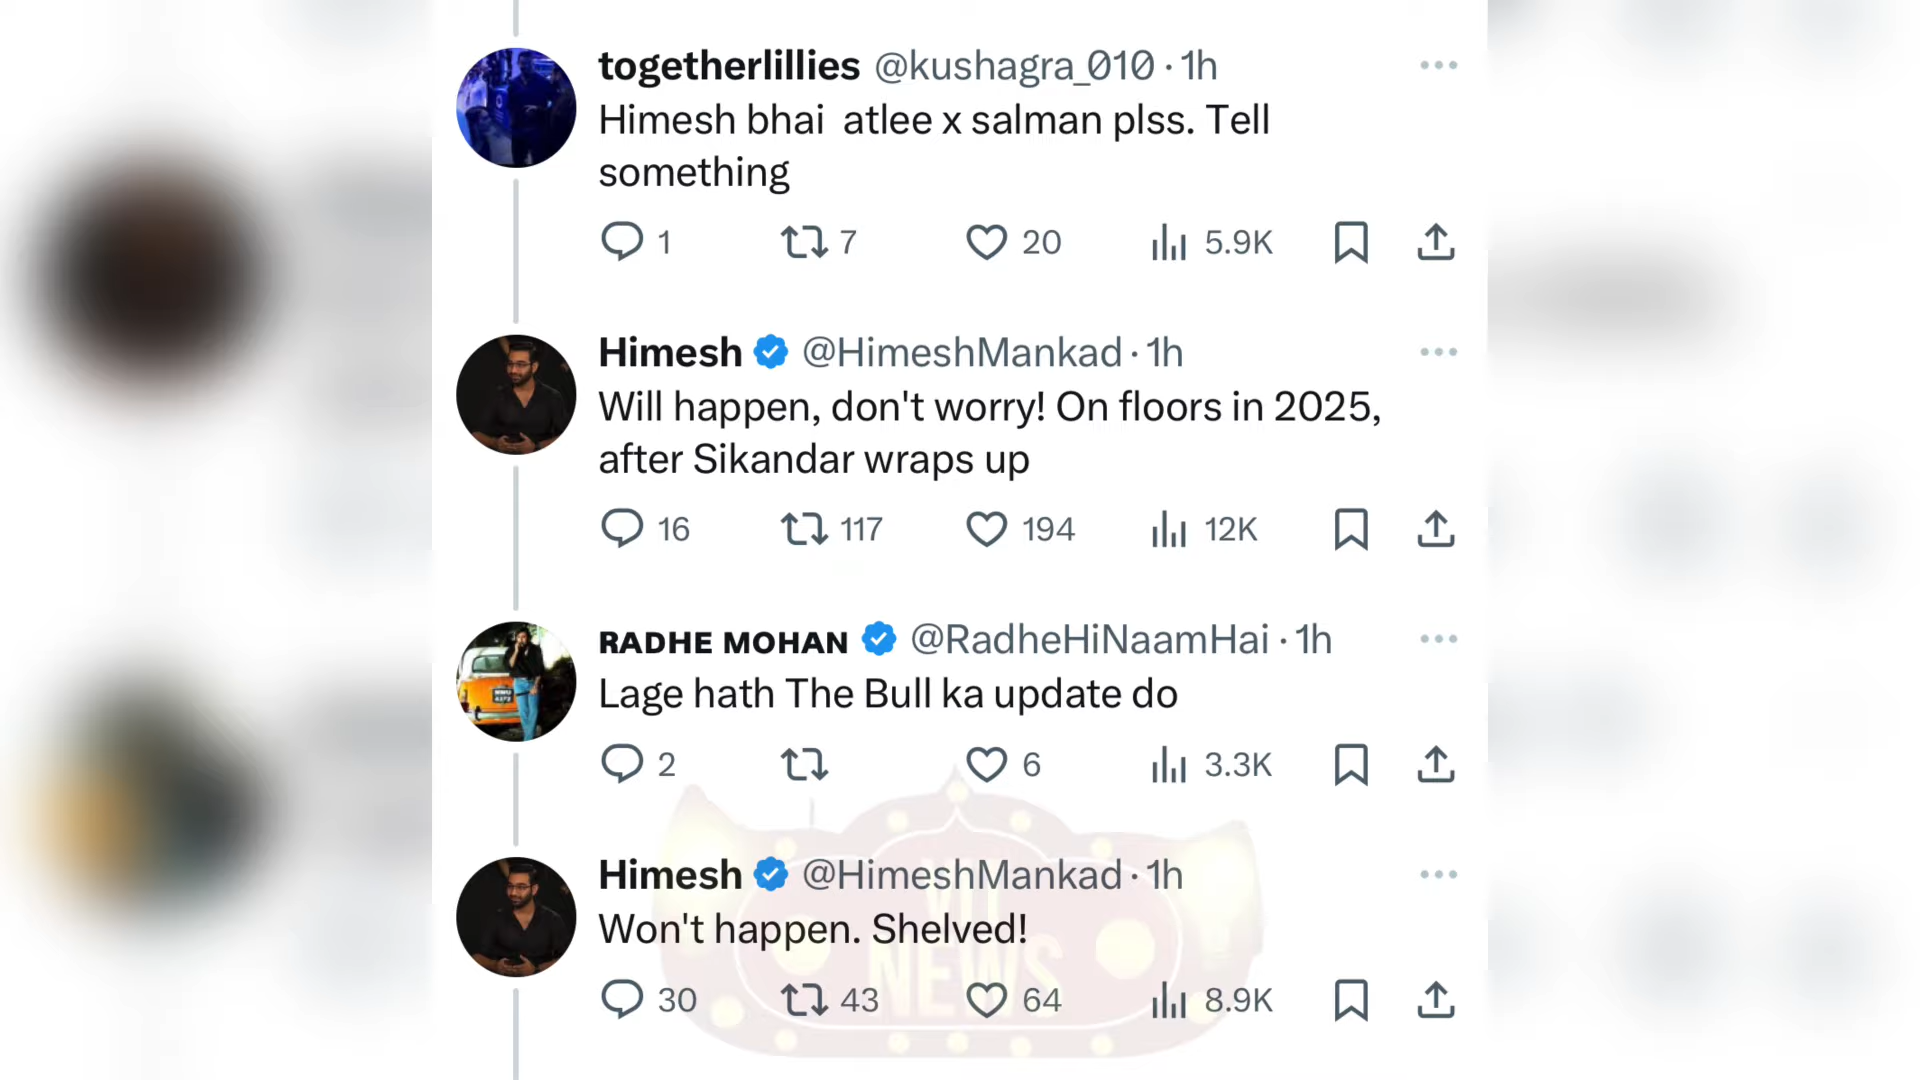 togetherlillies @kushagra_010 · 1h
Himesh bhai  atlee x salman plss. Tell
something
1 7 20 5.9K
Himesh @HimeshMankad · 1h
Will happen, don't worry! On floors in 2025,
after Sikandar wraps up
16 117 194 12K
RADHE MOHAN @RadheHiNaamHai · 1h
Lage hath The Bull ka update do
2 6 3.3K
Himesh @HimeshMankad · 1h
Won't happen. Shelved!
NEWS
30 43 64 8.9K